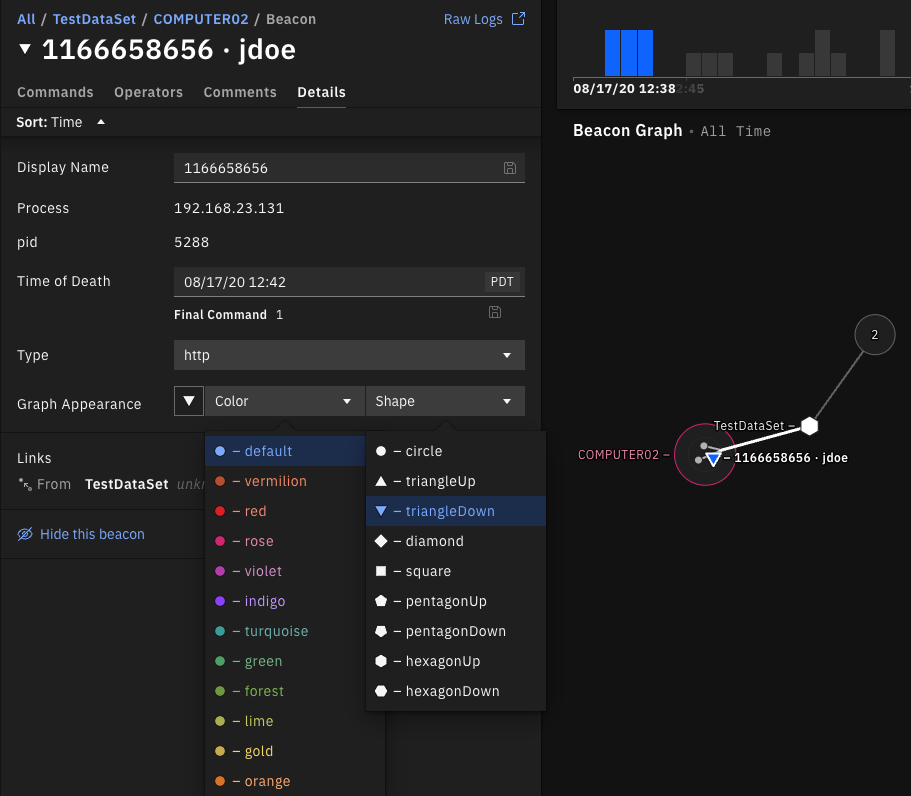 All / TestDataSet / COMPUTER02 / Beacon
Raw Logs
1166658656 · jdoe
Commands Operators Comments Details
Sort: Time
Display Name 1166658656
Process 192.168.23.131
pid 5288
Time of Death 08/17/20 12:42 PDT
Final Command 1
Type http
Graph Appearance Color Shape
Links
From TestDataSet
Hide this beacon
– default
– vermilion
– red
– rose
– violet
– indigo
– turquoise
– green
– forest
– lime
– gold
– orange
– circle
– triangleUp
– triangleDown
– diamond
– square
– pentagonUp
– pentagonDown
– hexagonUp
– hexagonDown
08/17/20 12:38
Beacon Graph • All Time
2
TestDataSet –
COMPUTER02 –
– 1166658656 · jdoe